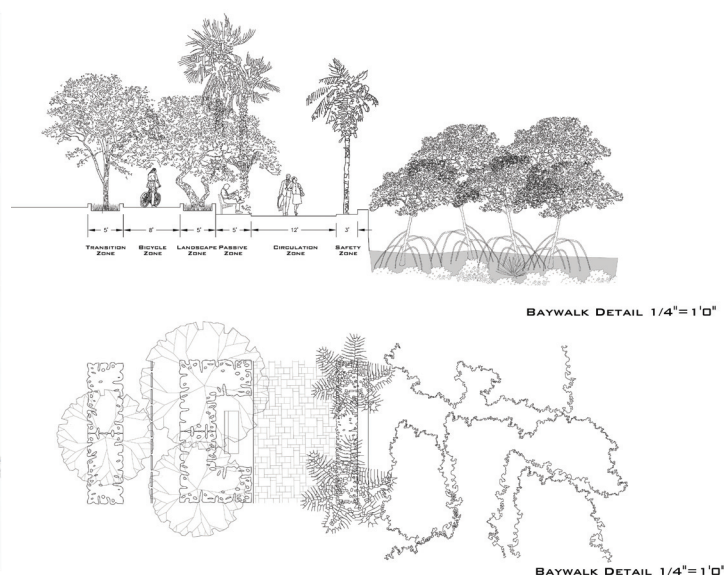 5' 8' 5' 5' 12' 3'
TRANSITION ZONE
BICYCLE ZONE
LANDSCAPE ZONE
PASSIVE ZONE
CIRCULATION ZONE
SAFETY ZONE
BAYWALK DETAIL 1/4"=1'0"
BAYWALK DETAIL 1/4"=1'0"